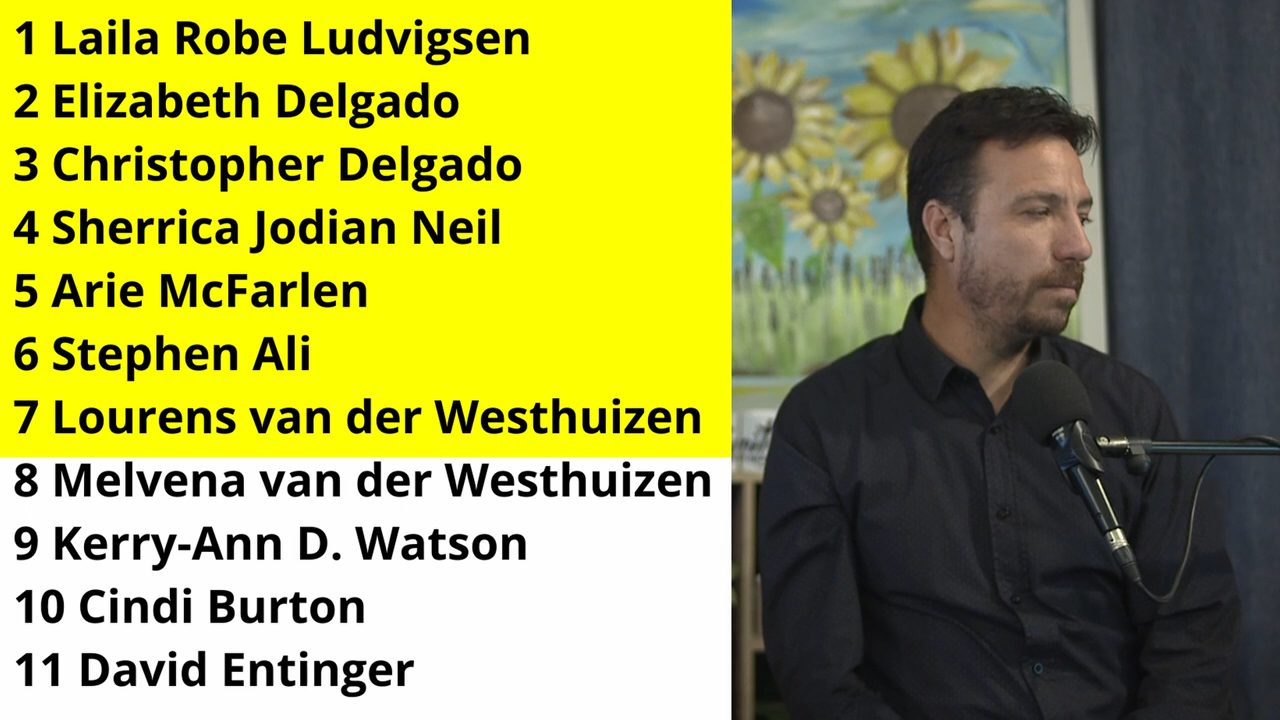 1 Laila Robe Ludvigsen
2 Elizabeth Delgado
3 Christopher Delgado
4 Sherrica Jodian Neil
5 Arie McFarlen
6 Stephen Ali
7 Lourens van der Westhuizen
8 Melvena van der Westhuizen
9 Kerry-Ann D. Watson
10 Cindi Burton
11 David Entinger